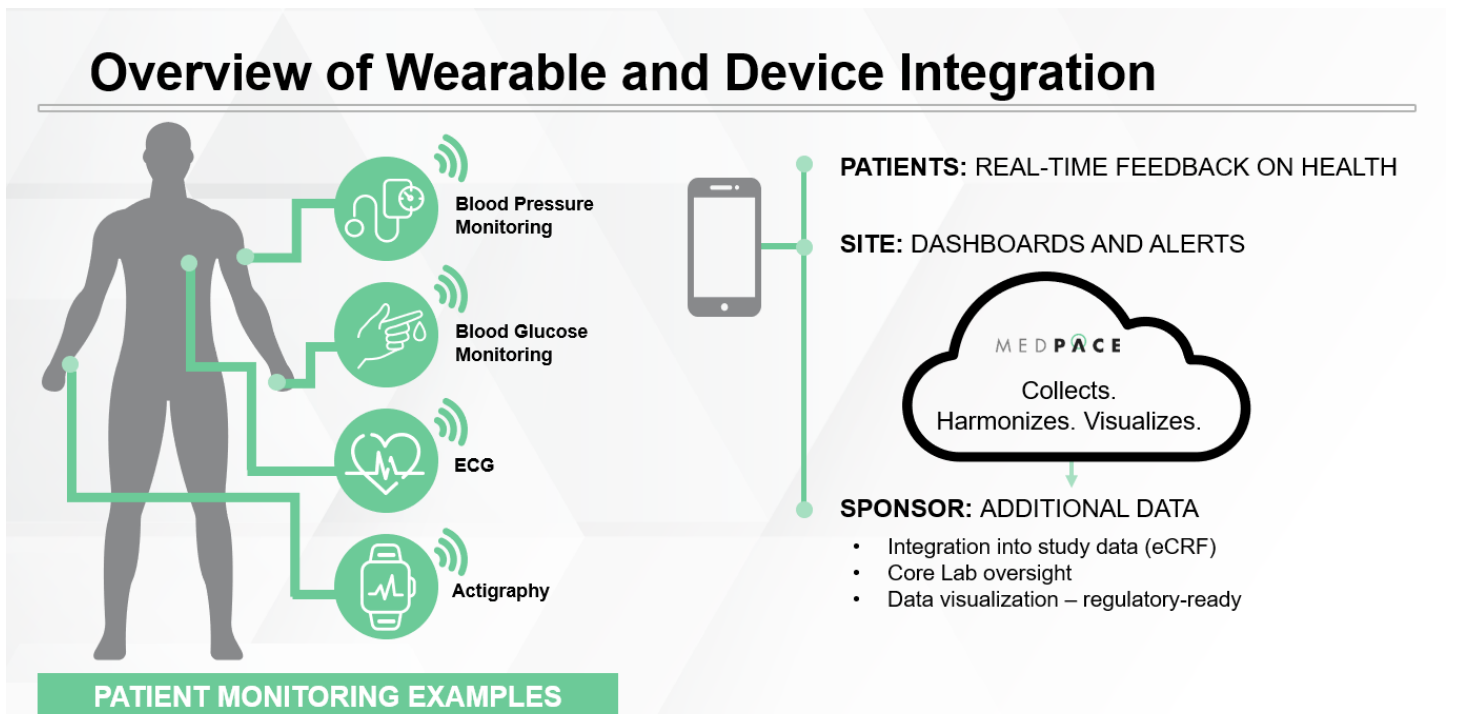 Overview of Wearable and Device Integration
Blood Pressure
Monitoring
Blood Glucose
Monitoring
ECG
Actigraphy
PATIENT MONITORING EXAMPLES
PATIENTS: REAL-TIME FEEDBACK ON HEALTH
SITE: DASHBOARDS AND ALERTS
MEDPACE
Collects.
Harmonizes. Visualizes.
SPONSOR: ADDITIONAL DATA
• Integration into study data (eCRF)
• Core Lab oversight
• Data visualization – regulatory-ready